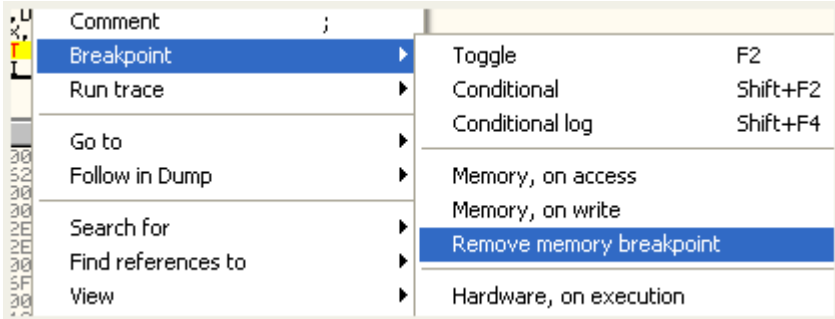 Comment ;
Breakpoint
Run trace
Go to
Follow in Dump
Search for
Find references to
View
Toggle F2
Conditional Shift+F2
Conditional log Shift+F4
Memory, on access
Memory, on write
Remove memory breakpoint
Hardware, on execution